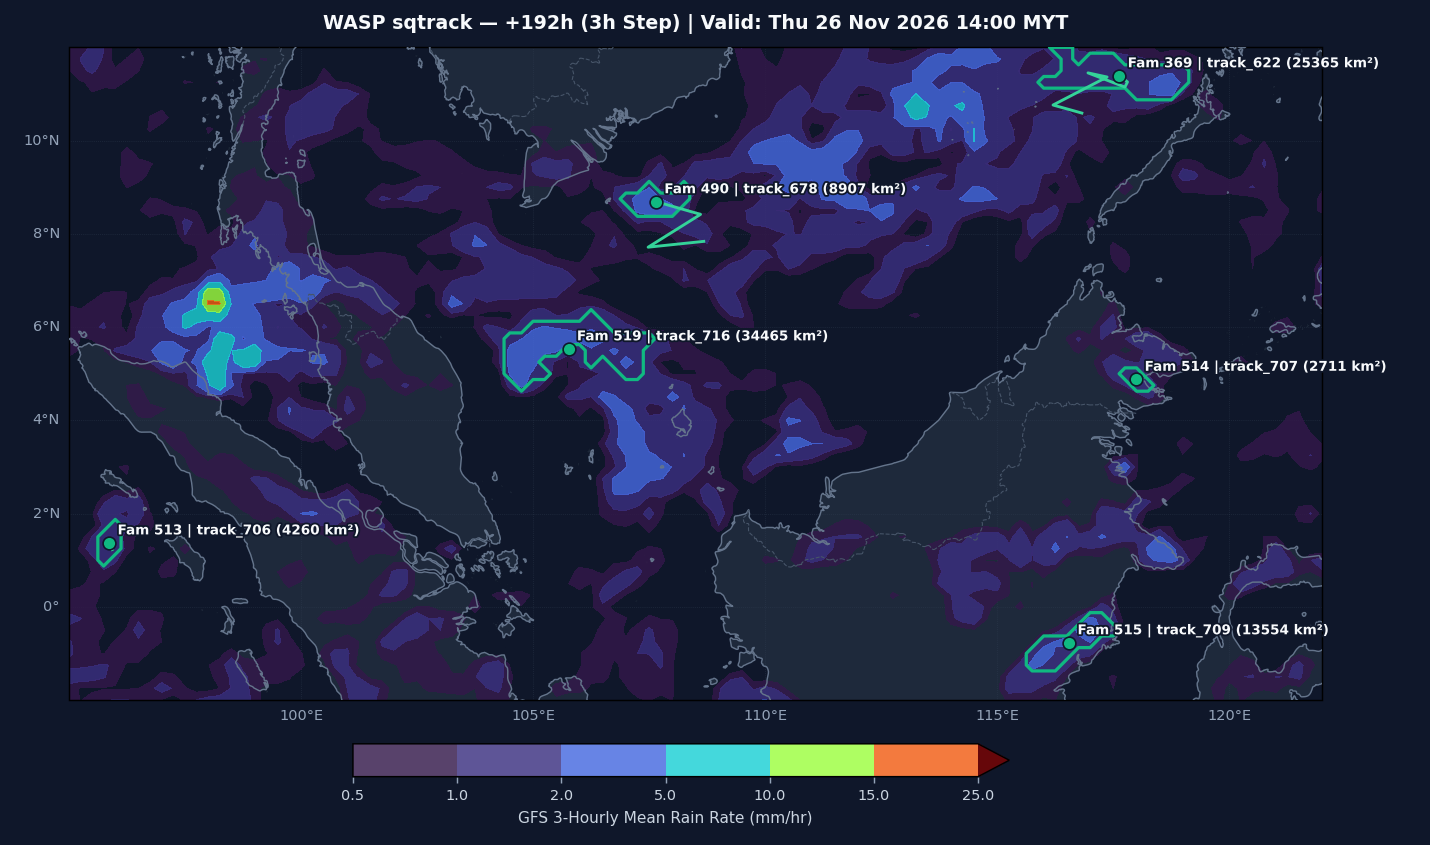 WASP sqtrack — +192h (3h Step) | Valid: Thu 26 Nov 2026 14:00 MYT
Fam 369 | track_622 (25365 km²)
10°N
Fam 490 | track_678 (8907 km²)
8°N
6°N
Fam 519 | track_716 (34465 km²)
Fam 514 | track_707 (2711 km²)
4°N
2°N
Fam 513 | track_706 (4260 km²)
0°
Fam 515 | track_709 (13554 km²)
100°E 105°E 110°E 115°E 120°E
0.5 1.0 2.0 5.0 10.0 15.0 25.0
GFS 3-Hourly Mean Rain Rate (mm/hr)